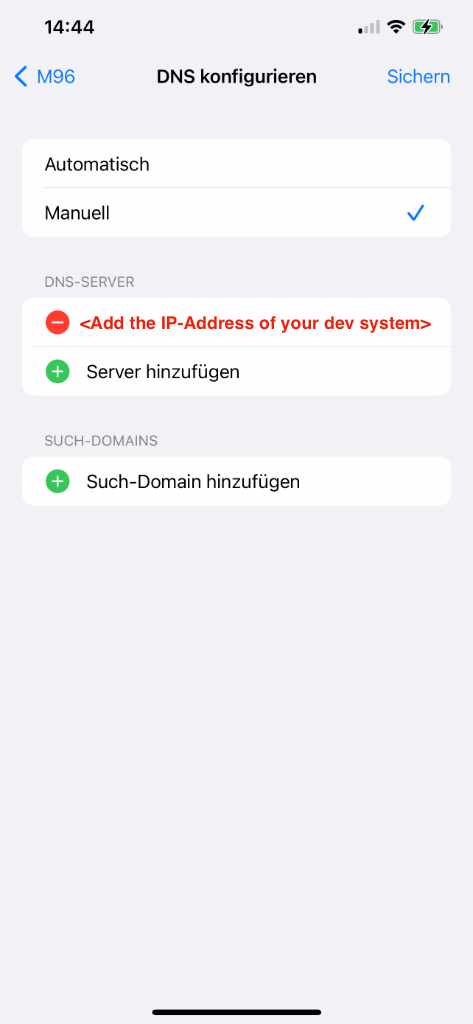 14:44
M96
DNS konfigurieren
Sichern
Automatisch
Manuell
DNS-SERVER
<Add the IP-Address of your dev system>
Server hinzufügen
SUCH-DOMAINS
Such-Domain hinzufügen